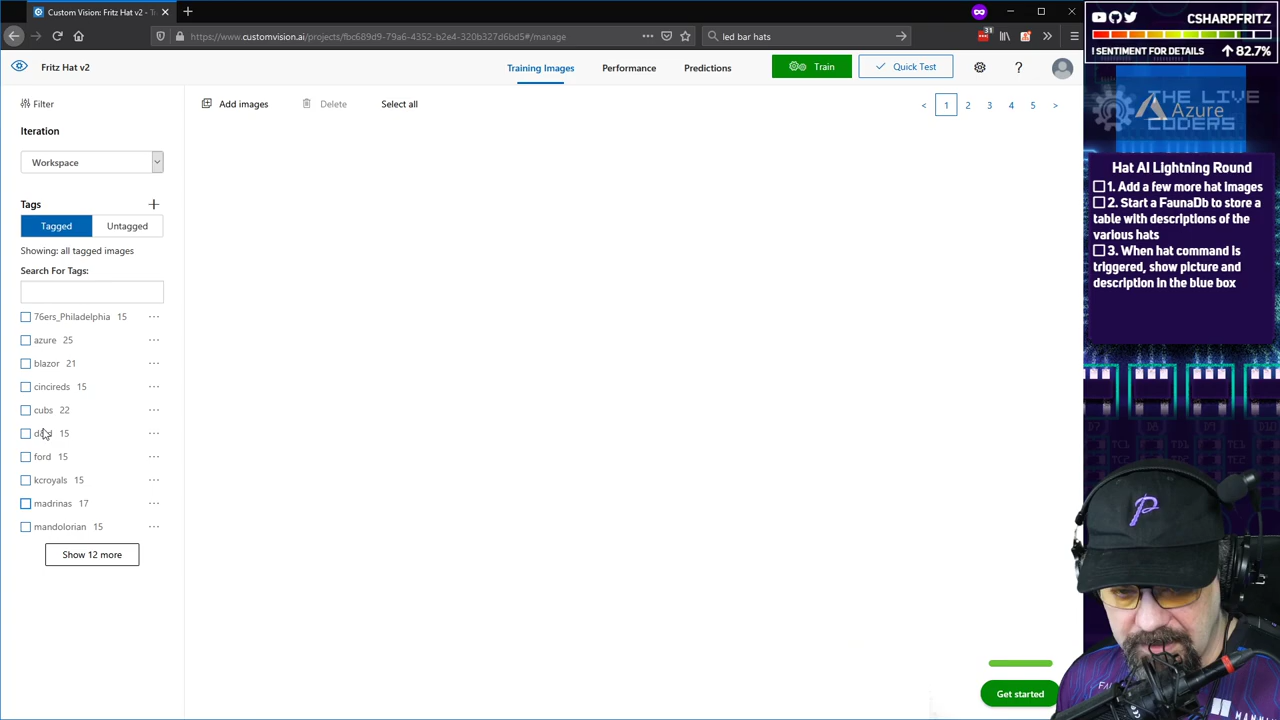 Custom Vision: Fritz Hat v2 - Tr
https://www.customvision.ai/projects/fbc689d9-79a6-4352-b2e4-320b327d6bd5#/manage
led bar hats
Fritz Hat v2
Training Images
Performance
Predictions
Train
Quick Test
?
Filter
Add images
Delete
Select all
< 1 2 3 4 5 >
Iteration
Workspace
Tags
Tagged
Untagged
Showing: all tagged images
Search For Tags:
76ers_Philadelphia 15
azure 25
blazor 21
cincireds 15
cubs 22
15
ford 15
kcroyals 15
madrinas 17
mandolorian 15
Show 12 more
Get started
CSHARPFRITZ
! SENTIMENT FOR DETAILS
82.7%
THE LIVE CODERS
Azure
Hat AI Lightning Round
1. Add a few more hat images
2. Start a FaunaDb to store a
table with descriptions of the
various hats
3. When hat command is
triggered, show picture and
description in the blue box
D7 D8 D9
P